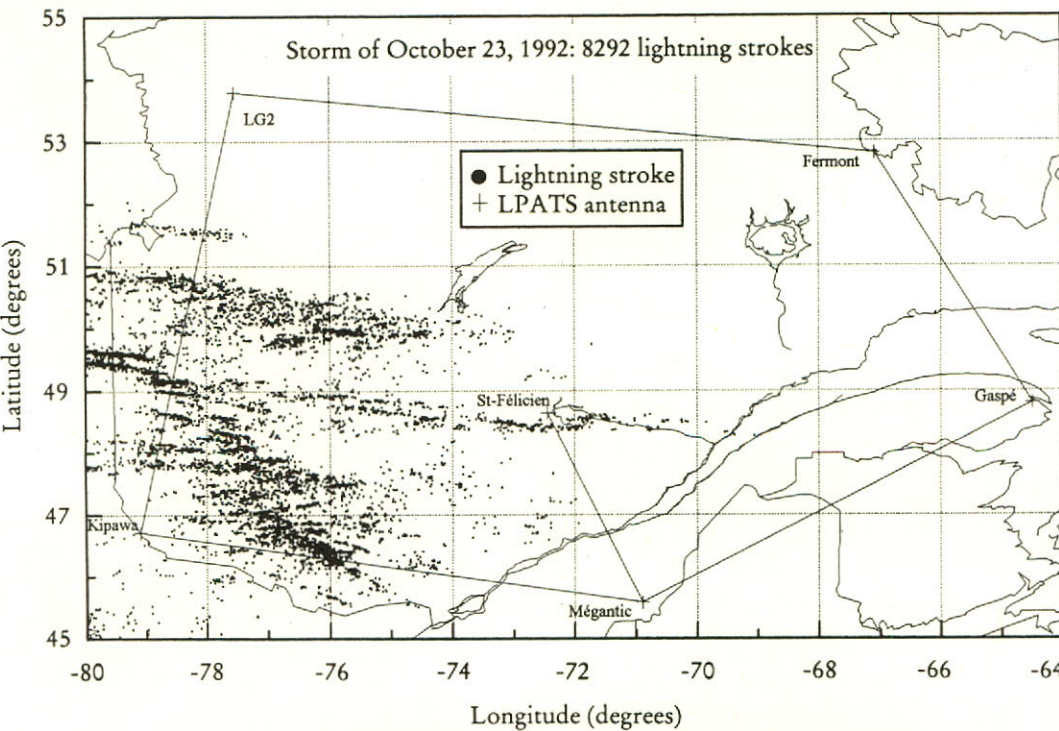 Storm of October 23, 1992: 8292 lightning strokes
55
53
51
49
47
45
Latitude (degrees)
LG2
Fermont
● Lightning stroke
+ LPATS antenna
St-Félicien
Gaspé
Kipawa
Mégantic
-80 -78 -76 -74 -72 -70 -68 -66 -64
Longitude (degrees)